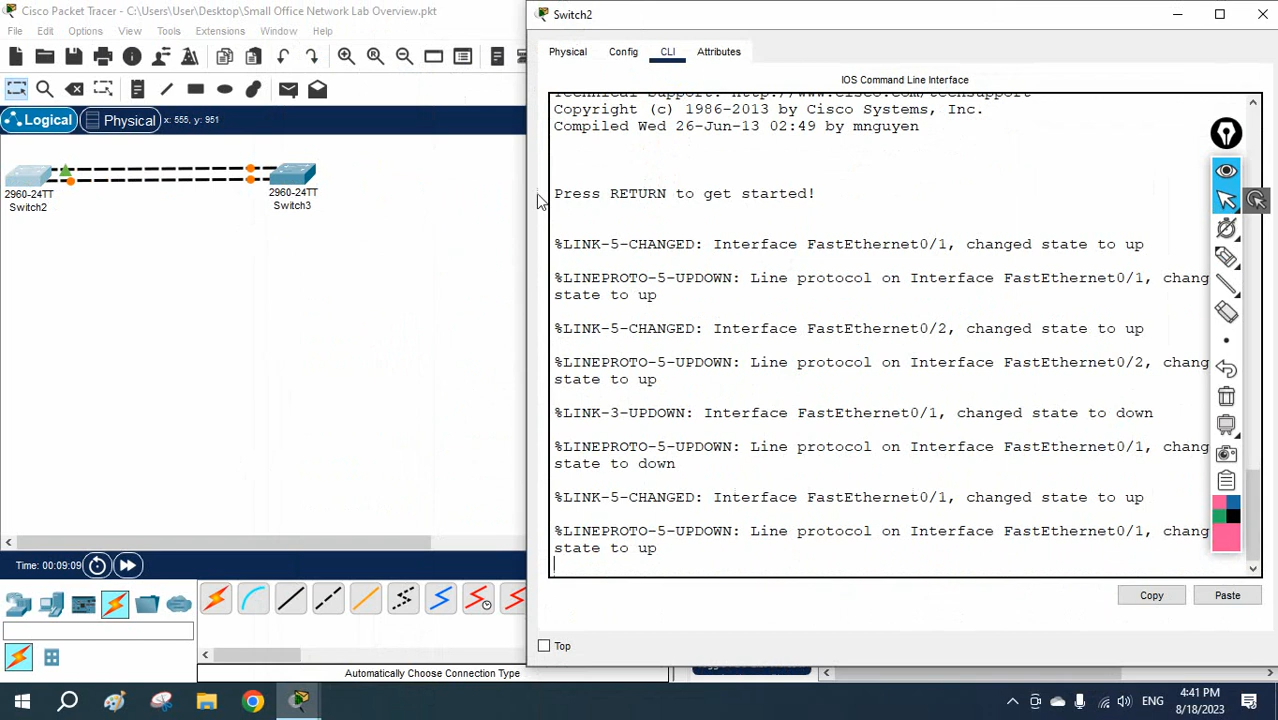 Cisco Packet Tracer - C:\Users\User\Desktop\Small Office Network Lab Overview.pkt
File Edit Options View Tools Extensions Window Help
Logical Physical x: 555, y: 951
2960-24TT
Switch2
2960-24TT
Switch3
Time: 00:09:09
Automatically Choose Connection Type
Switch2
Physical Config CLI Attributes
IOS Command Line Interface
Technical Support: http://www.cisco.com/techsupport
Copyright (c) 1986-2013 by Cisco Systems, Inc.
Compiled Wed 26-Jun-13 02:49 by mnguyen
Press RETURN to get started!
%LINK-5-CHANGED: Interface FastEthernet0/1, changed state to up
%LINEPROTO-5-UPDOWN: Line protocol on Interface FastEthernet0/1, chang
state to up
%LINK-5-CHANGED: Interface FastEthernet0/2, changed state to up
%LINEPROTO-5-UPDOWN: Line protocol on Interface FastEthernet0/2, chang
state to up
%LINK-3-UPDOWN: Interface FastEthernet0/1, changed state to down
%LINEPROTO-5-UPDOWN: Line protocol on Interface FastEthernet0/1, chang
state to down
%LINK-5-CHANGED: Interface FastEthernet0/1, changed state to up
%LINEPROTO-5-UPDOWN: Line protocol on Interface FastEthernet0/1, chang
state to up
Copy Paste
Top
ENG
4:41 PM
8/18/2023